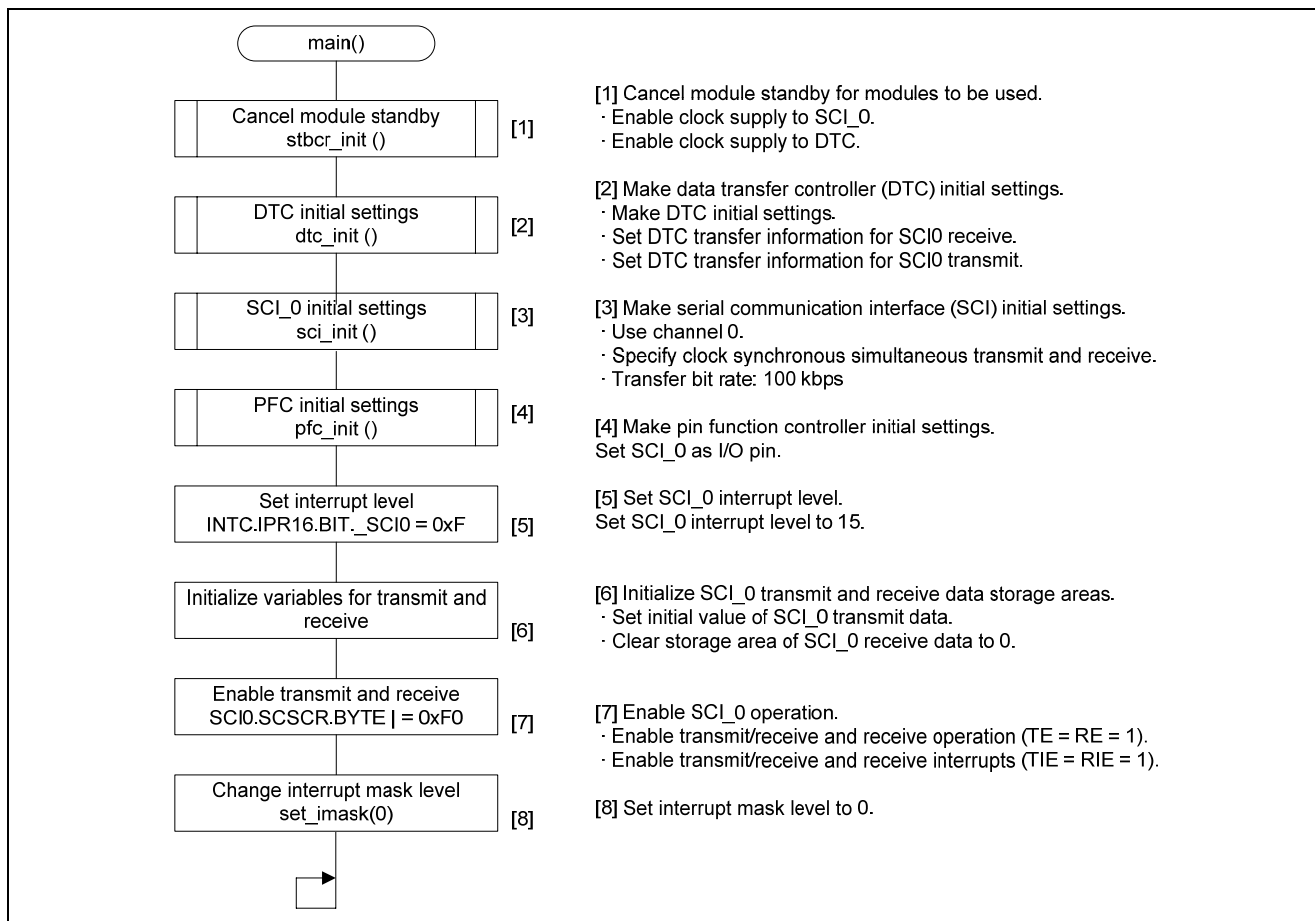 main()
Cancel module standby
stbcr_init ()
[1]
DTC initial settings
dtc_init ()
[2]
SCI_0 initial settings
sci_init ()
[3]
PFC initial settings
pfc_init ()
[4]
Set interrupt level
INTC.IPR16.BIT._SCI0 = 0xF
[5]
Initialize variables for transmit and
receive
[6]
Enable transmit and receive
SCI0.SCSCR.BYTE | = 0xF0
[7]
Change interrupt mask level
set_imask(0)
[8]
[1] Cancel module standby for modules to be used.
· Enable clock supply to SCI_0.
· Enable clock supply to DTC.
[2] Make data transfer controller (DTC) initial settings.
· Make DTC initial settings.
· Set DTC transfer information for SCI0 receive.
· Set DTC transfer information for SCI0 transmit.
[3] Make serial communication interface (SCI) initial settings.
· Use channel 0.
· Specify clock synchronous simultaneous transmit and receive.
· Transfer bit rate: 100 kbps
[4] Make pin function controller initial settings.
Set SCI_0 as I/O pin.
[5] Set SCI_0 interrupt level.
Set SCI_0 interrupt level to 15.
[6] Initialize SCI_0 transmit and receive data storage areas.
· Set initial value of SCI_0 transmit data.
· Clear storage area of SCI_0 receive data to 0.
[7] Enable SCI_0 operation.
· Enable transmit/receive and receive operation (TE = RE = 1).
· Enable transmit/receive and receive interrupts (TIE = RIE = 1).
[8] Set interrupt mask level to 0.